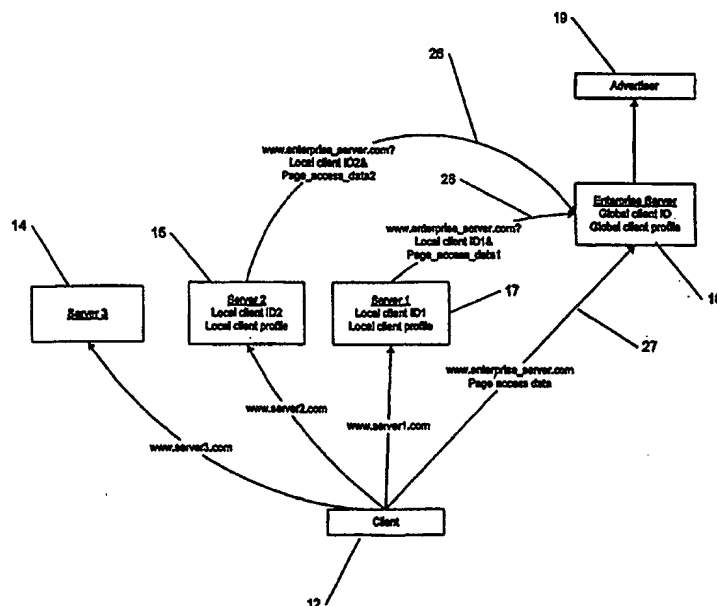 26
19
Advertiser
www.enterprise_server.com?
Local client ID2&
Page_access_data2
28
www.enterprise_server.com?
Local client ID1&
Page_access_data1
Enterprise Server
Global client ID
Global client profile
18
14
15
Server 3
Server 2
Local client ID2
Local client profile
Server 1
Local client ID1
Local client profile
17
27
www.enterprise_server.com
Page access data
www.server3.com
www.server2.com
www.server1.com
Client
12